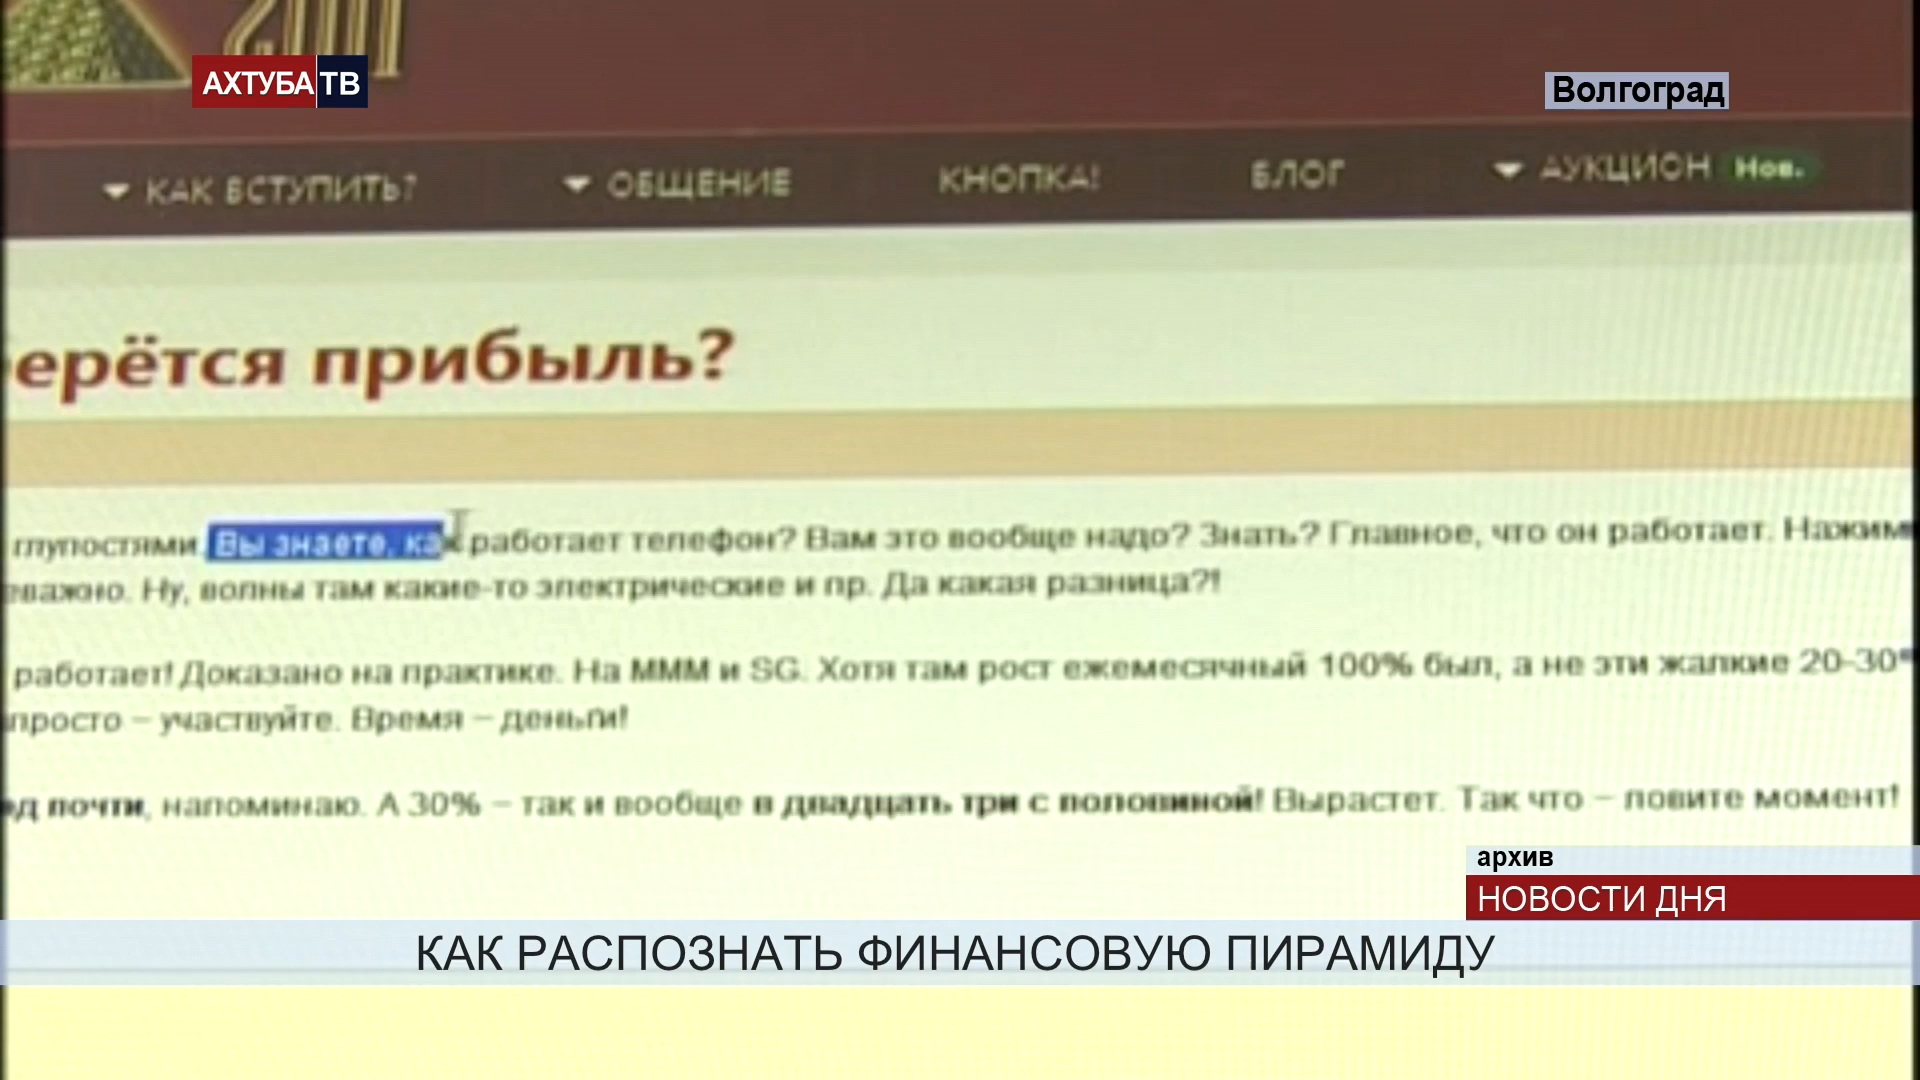 2011
АХТУБА ТВ
Волгоград
КАК ВСТУПИТЬ? ОБЩЕНИЕ КНОПКА! БЛОГ АУКЦИОН Нов.
ерётся прибыль?
глупостями. Вы знаете, как работает телефон? Вам это вообще надо? Знать? Главное, что он работает. Нажим
еважно. Ну, волны там какие-то электрические и пр. Да какая разница?!
работает! Доказано на практике. На МММ и SG. Хотя там рост ежемесячный 100% был, а не эти жалкие 20-30%
просто – участвуйте. Время – деньги!
ед почти, напоминаю. А 30% – так и вообще в двадцать три с половиной! Вырастет. Так что – ловите момент!
архив
НОВОСТИ ДНЯ
КАК РАСПОЗНАТЬ ФИНАНСОВУЮ ПИРАМИДУ